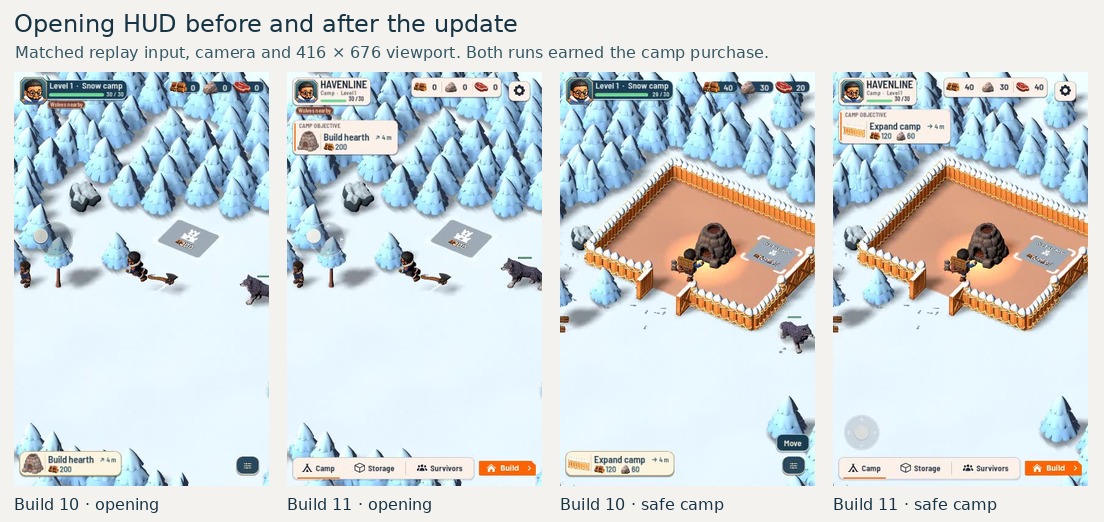 Opening HUD before and after the update
Matched replay input, camera and 416 × 676 viewport. Both runs earned the camp purchase.
Level 1 · Snow camp
30/30
Wolves nearby
0 0 0
Build hearth ↗ 4 m
200
Build 10 · opening
HAVENLINE
Camp · Level 1
30/30
Wolves nearby
0 0 0
CAMP OBJECTIVE
Build hearth ↗ 4 m
200
Camp Storage Survivors Build
Build 11 · opening
Level 1 · Snow camp
29/30
40 30 20
Move
Expand camp → 4 m
120 60
Build 10 · safe camp
HAVENLINE
Camp · Level 1
30/30
40 30 40
CAMP OBJECTIVE
Expand camp → 4 m
120 60
Camp Storage Survivors Build
Build 11 · safe camp